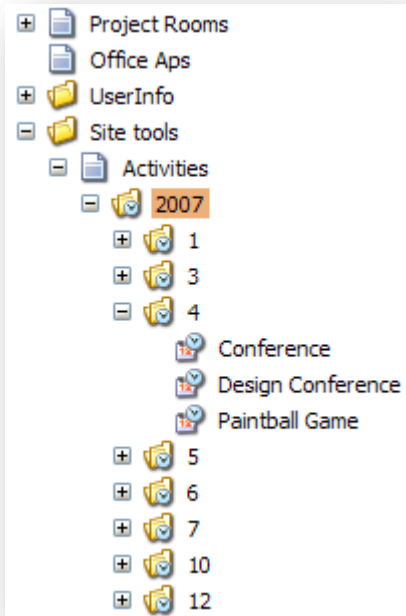 Project Rooms
Office Aps
UserInfo
Site tools
Activities
2007
1
3
4
Conference
Design Conference
Paintball Game
5
6
7
10
12